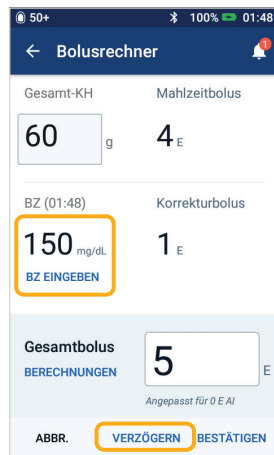 50+ 100% 01:48
Bolusrechner
Gesamt-KH Mahlzeitbolus
60 g 4 E
BZ (01:48) Korrekturbolus
150 mg/dL 1 E
BZ EINGEBEN
Gesamtbolus
BERECHNUNGEN 5 E
Angepasst für 0 E AI
ABBR. VERZÖGERN BESTÄTIGEN